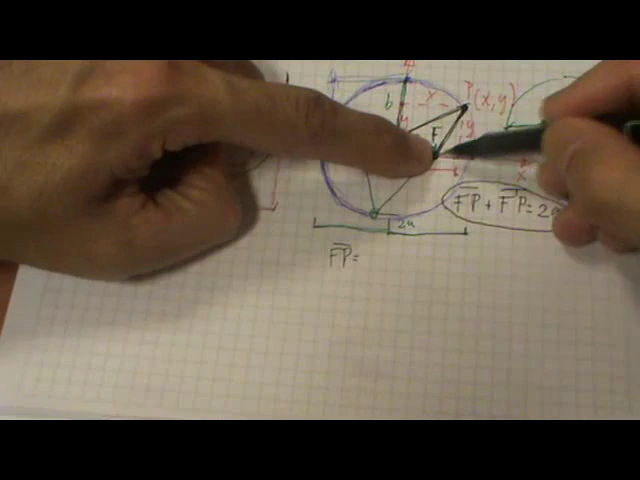 b x P(x,y)
y F y
x
F̅P̅ + F̅P̅ = 2a
2a
F̅P̅ =